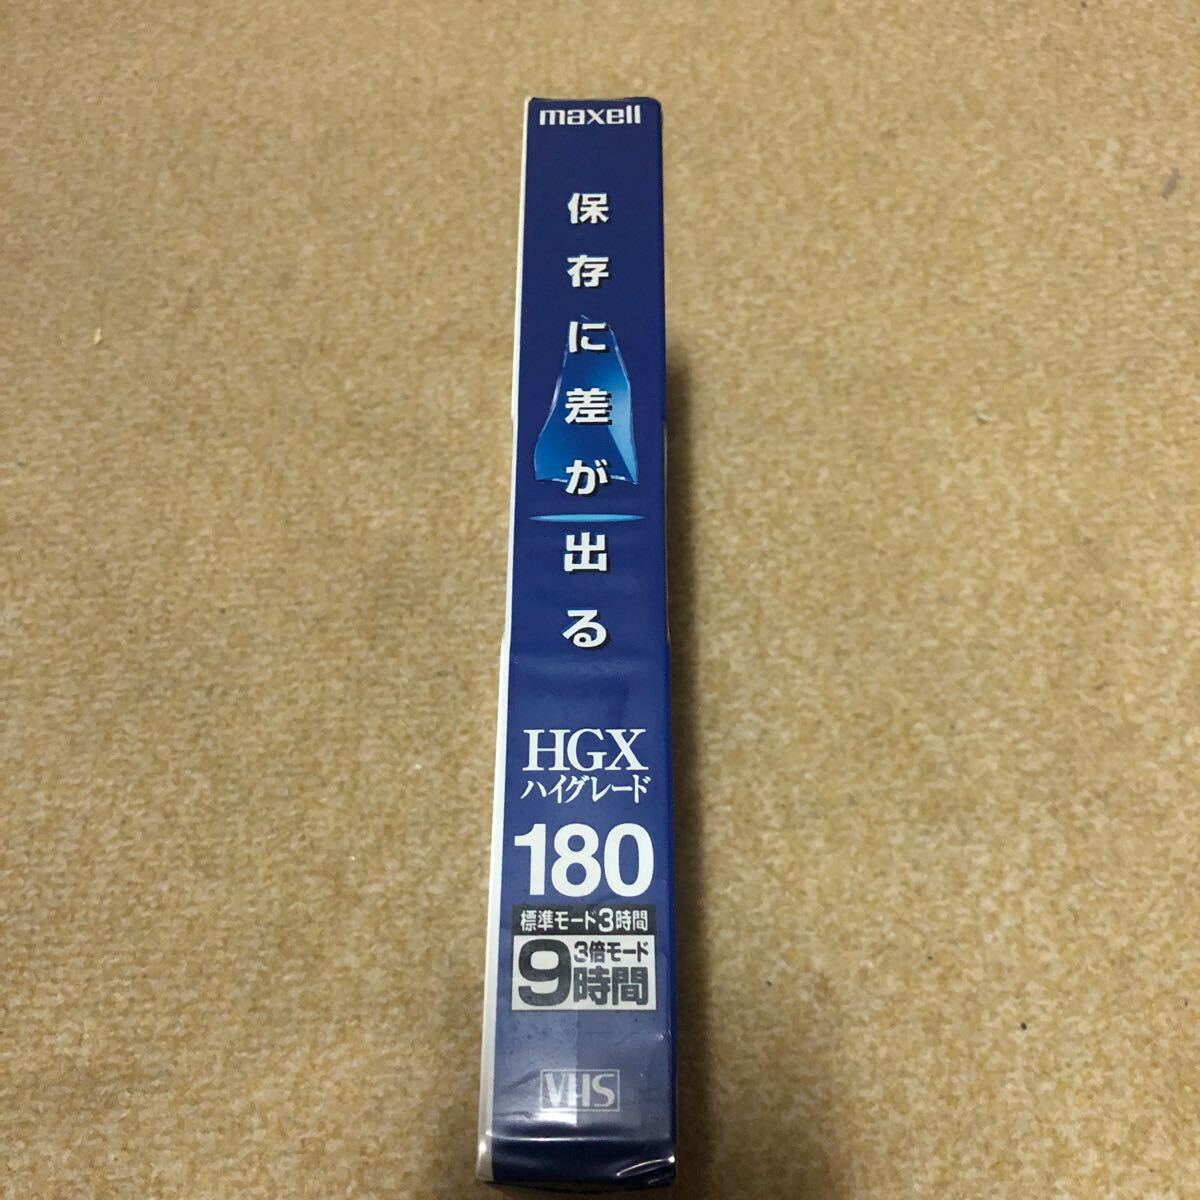 maxell
保存に差が出る
HGX
ハイグレード
180
標準モード3時間
3倍モード
9時間
VHS